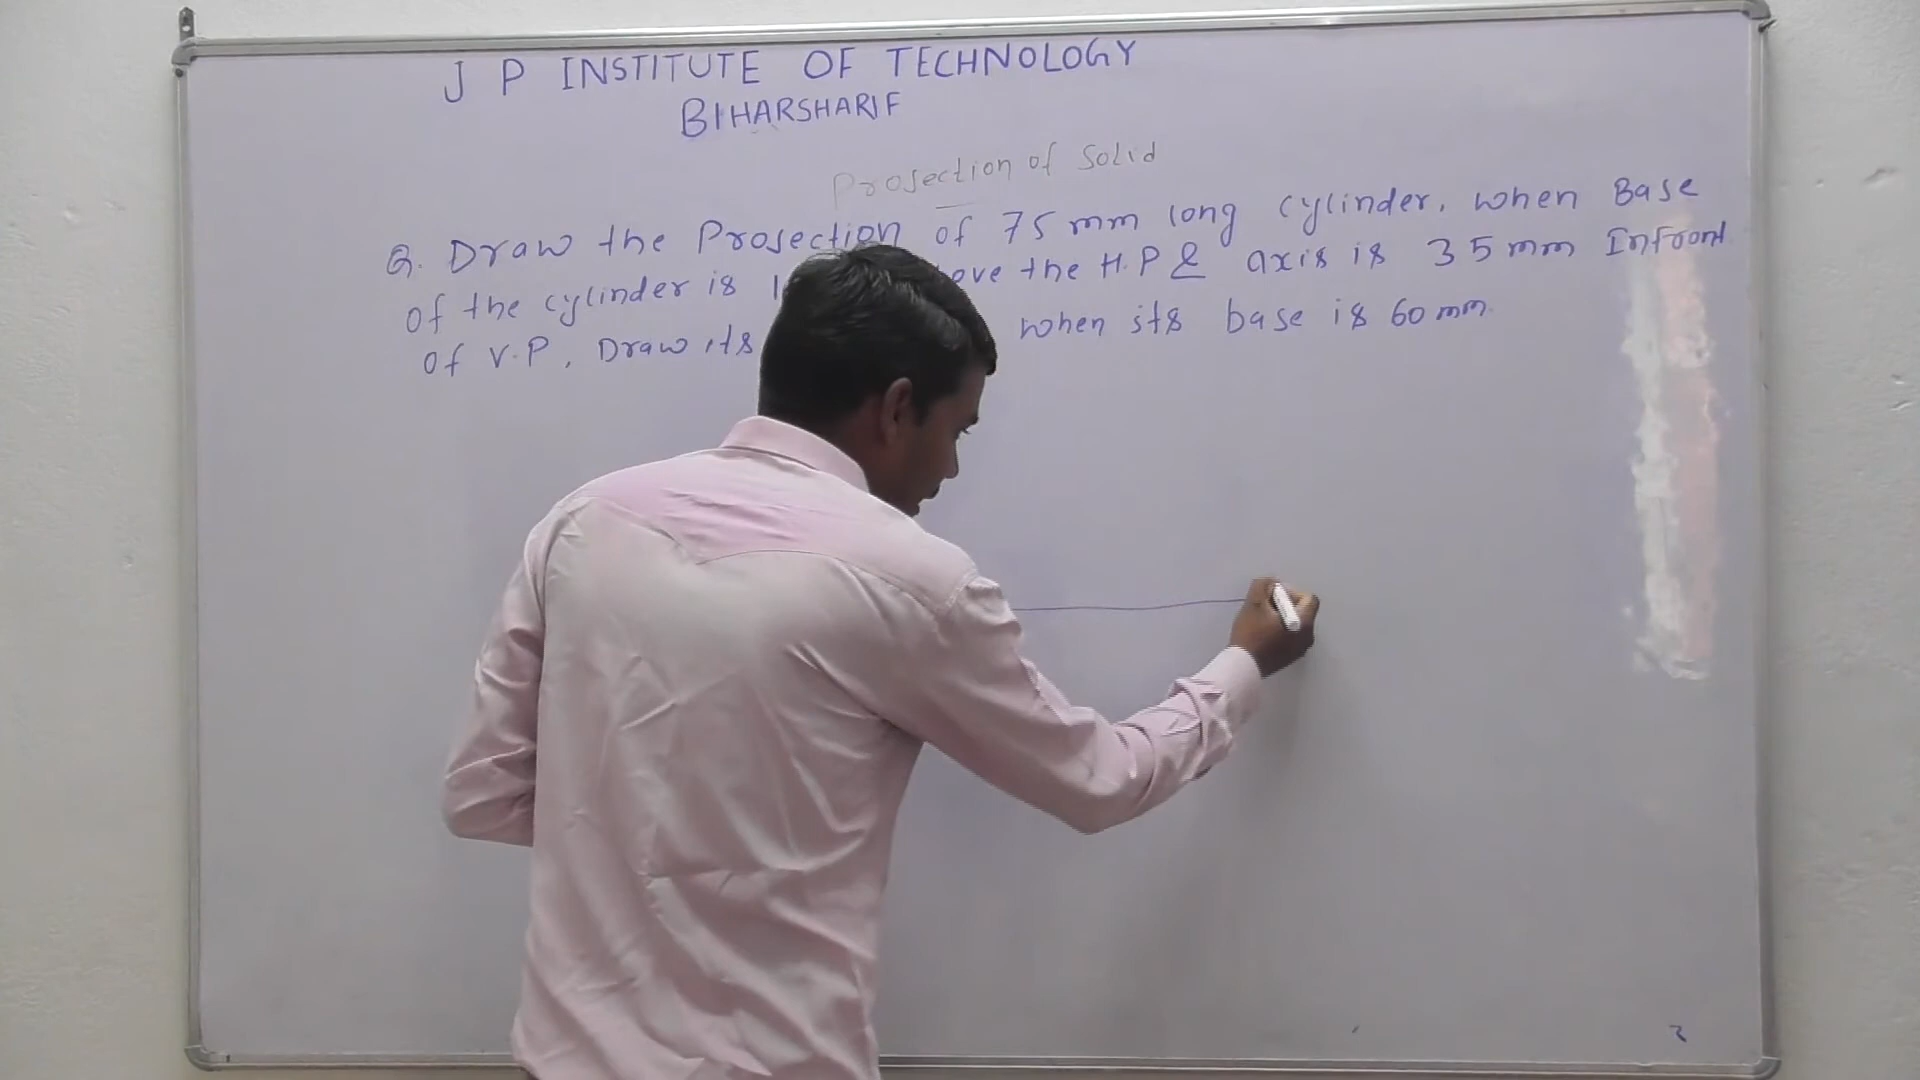 J P INSTITUTE OF TECHNOLOGY
BIHARSHARIF
Prosection of Solid
Q. Draw the Prosection of 75 mm long cylinder, when Base
of the cylinder is the H.P & axis is 35 mm Infront
of V.P, Draw its when its base is 60 mm.